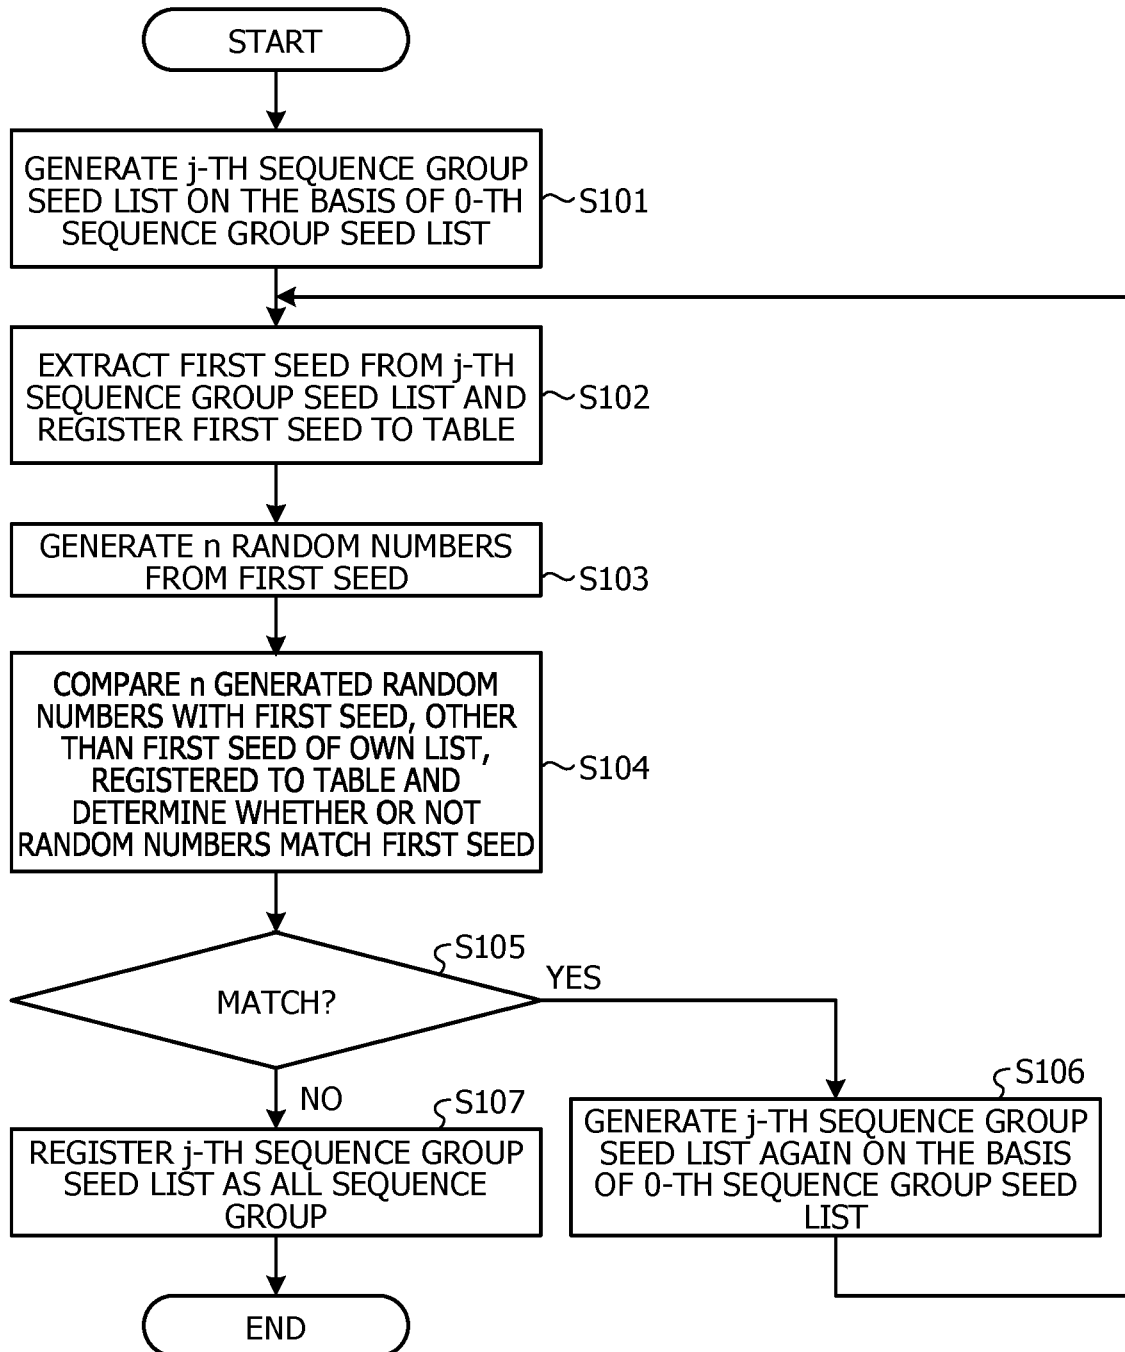 START
GENERATE j-TH SEQUENCE GROUP
SEED LIST ON THE BASIS OF 0-TH
SEQUENCE GROUP SEED LIST
S101
EXTRACT FIRST SEED FROM j-TH
SEQUENCE GROUP SEED LIST AND
REGISTER FIRST SEED TO TABLE
S102
GENERATE n RANDOM NUMBERS
FROM FIRST SEED
S103
COMPARE n GENERATED RANDOM
NUMBERS WITH FIRST SEED, OTHER
THAN FIRST SEED OF OWN LIST,
REGISTERED TO TABLE AND
DETERMINE WHETHER OR NOT
RANDOM NUMBERS MATCH FIRST SEED
S104
S105
MATCH?
YES
NO
S106
GENERATE j-TH SEQUENCE GROUP
SEED LIST AGAIN ON THE BASIS
OF 0-TH SEQUENCE GROUP SEED
LIST
S107
REGISTER j-TH SEQUENCE GROUP
SEED LIST AS ALL SEQUENCE
GROUP
END